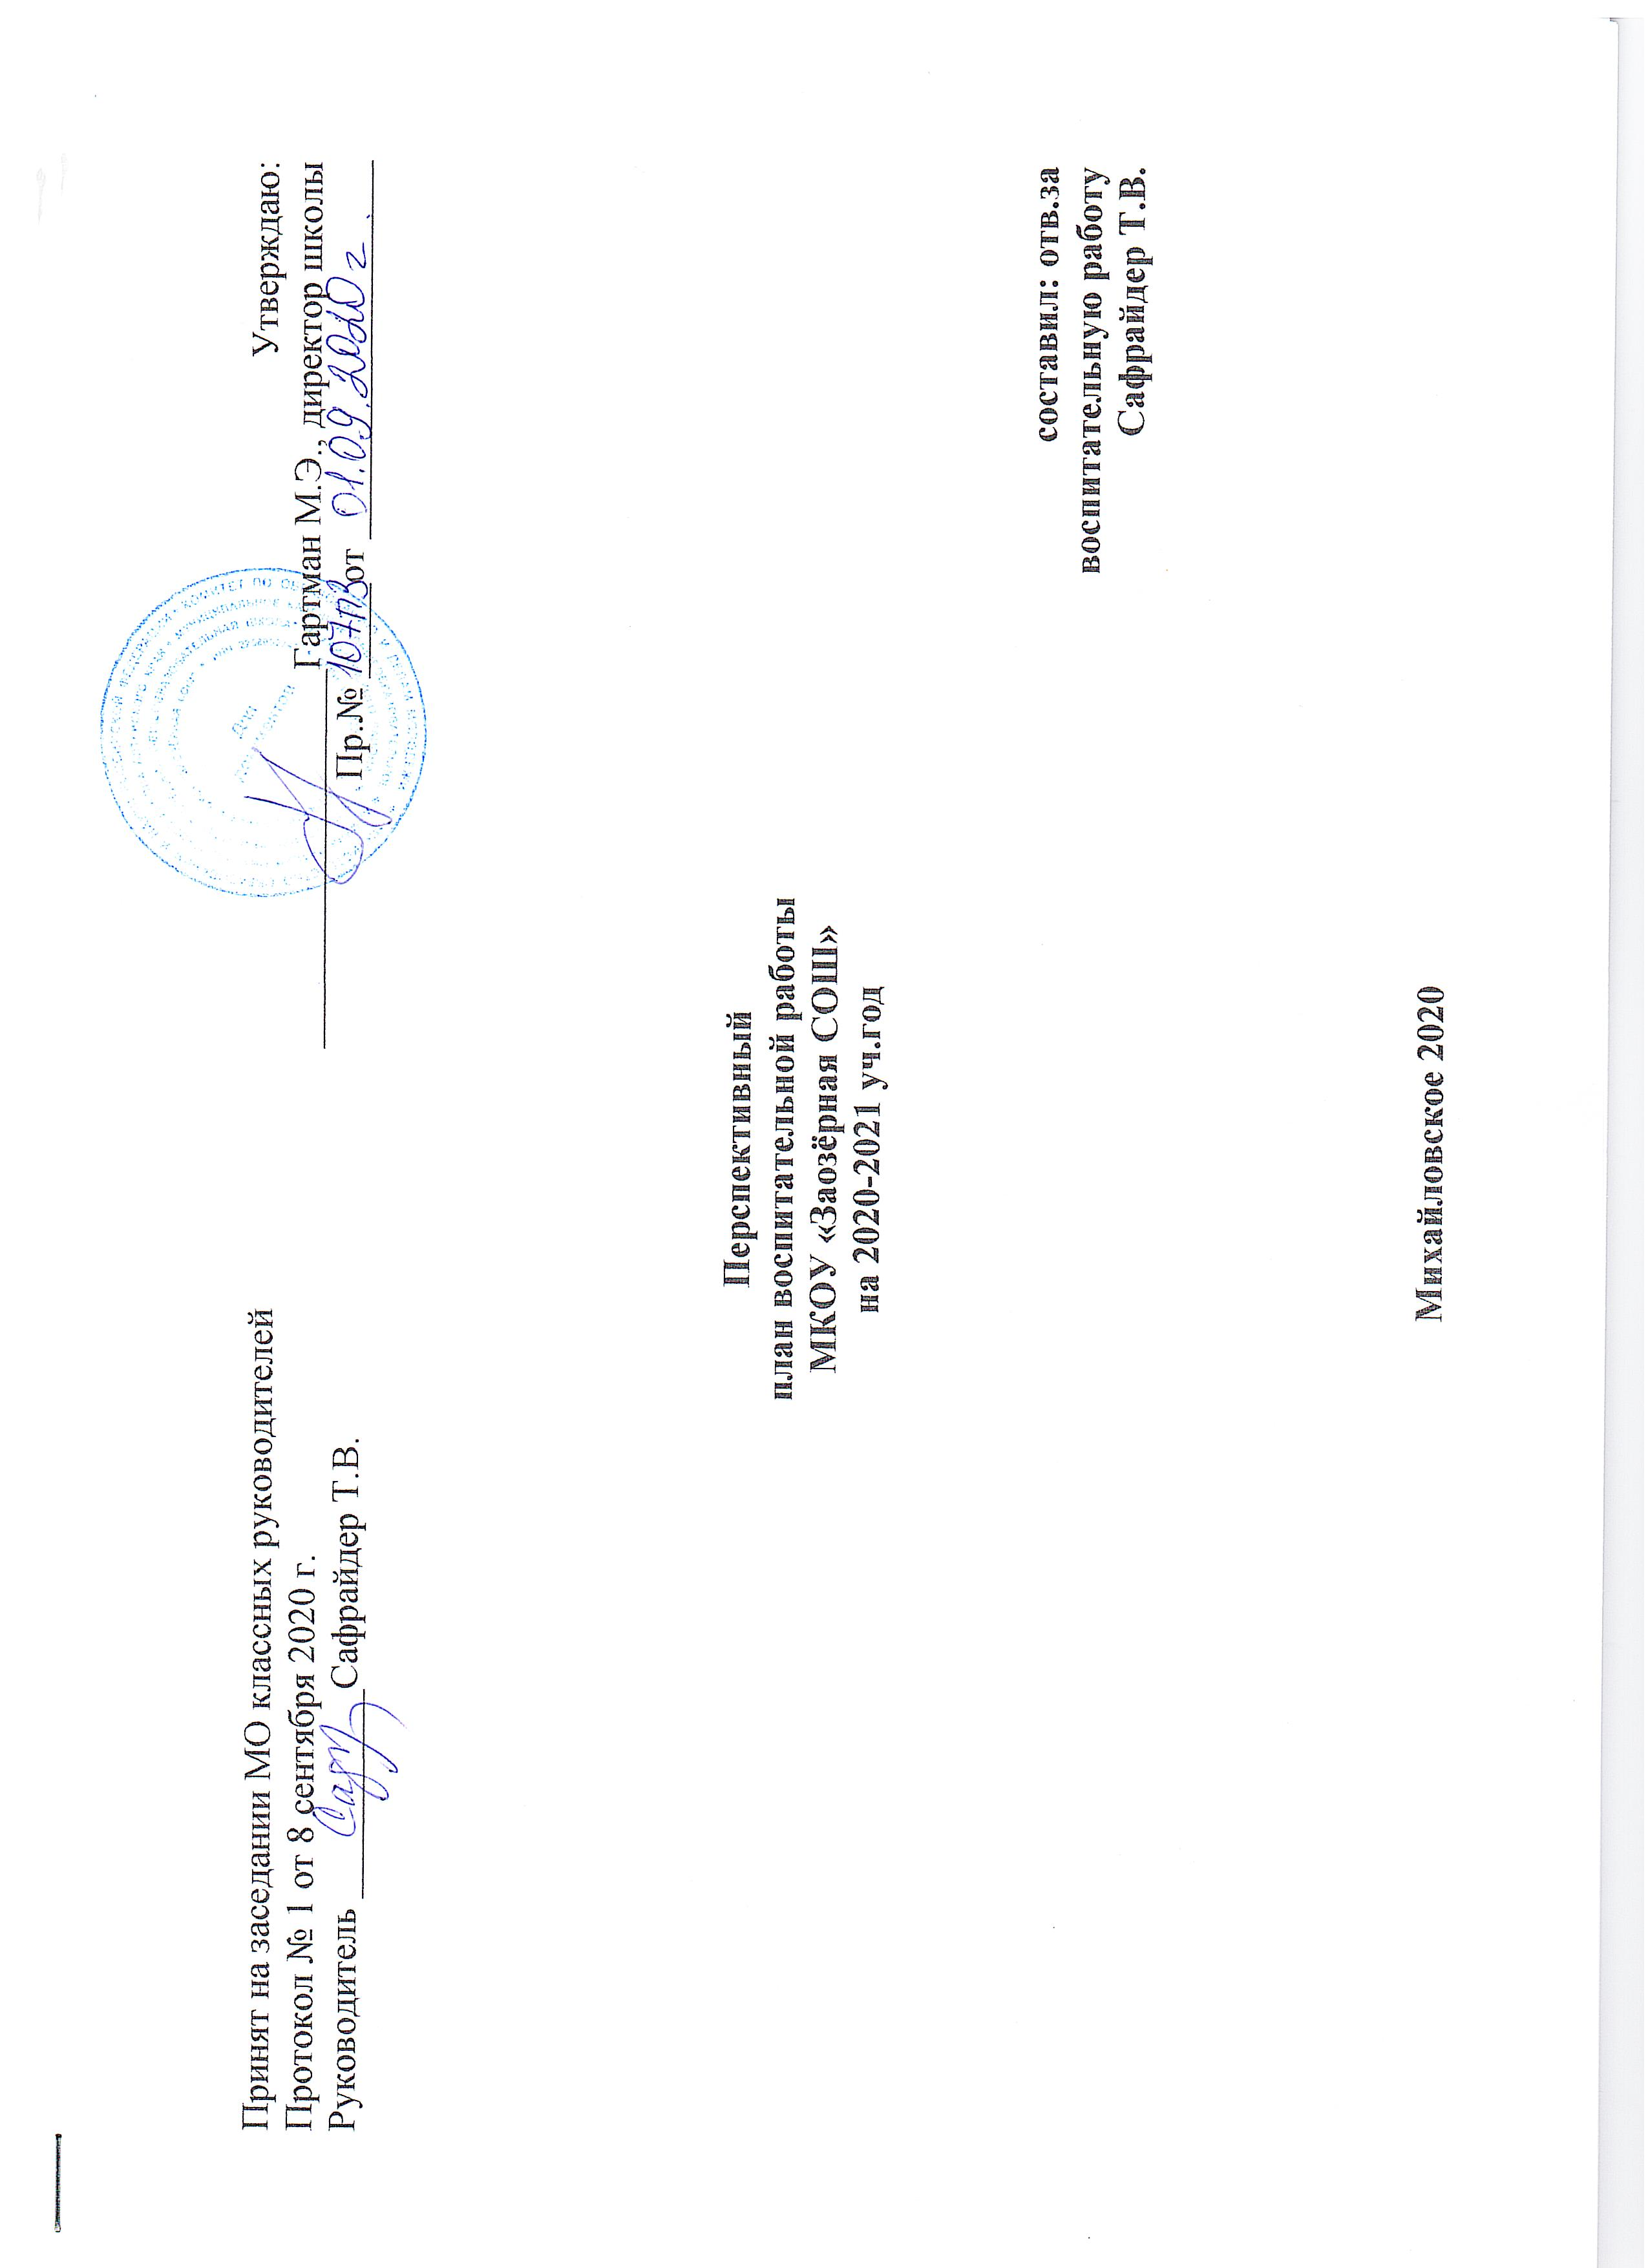 Принят на заседании МО классных руководителей
Протокол № 1 от 8 сентября 2020 г.
Руководитель Сафрайдер Т.В.
Утверждаю:
Гартман М.Э., директор школы
Пр.№ 107пз от 01.09.2020 г.
Перспективный
план воспитательной работы
МКОУ «Заозёрная СОШ»
на 2020-2021 уч.год
составил: отв.за
воспитательную работу
Сафрайдер Т.В.
Михайловское 2020